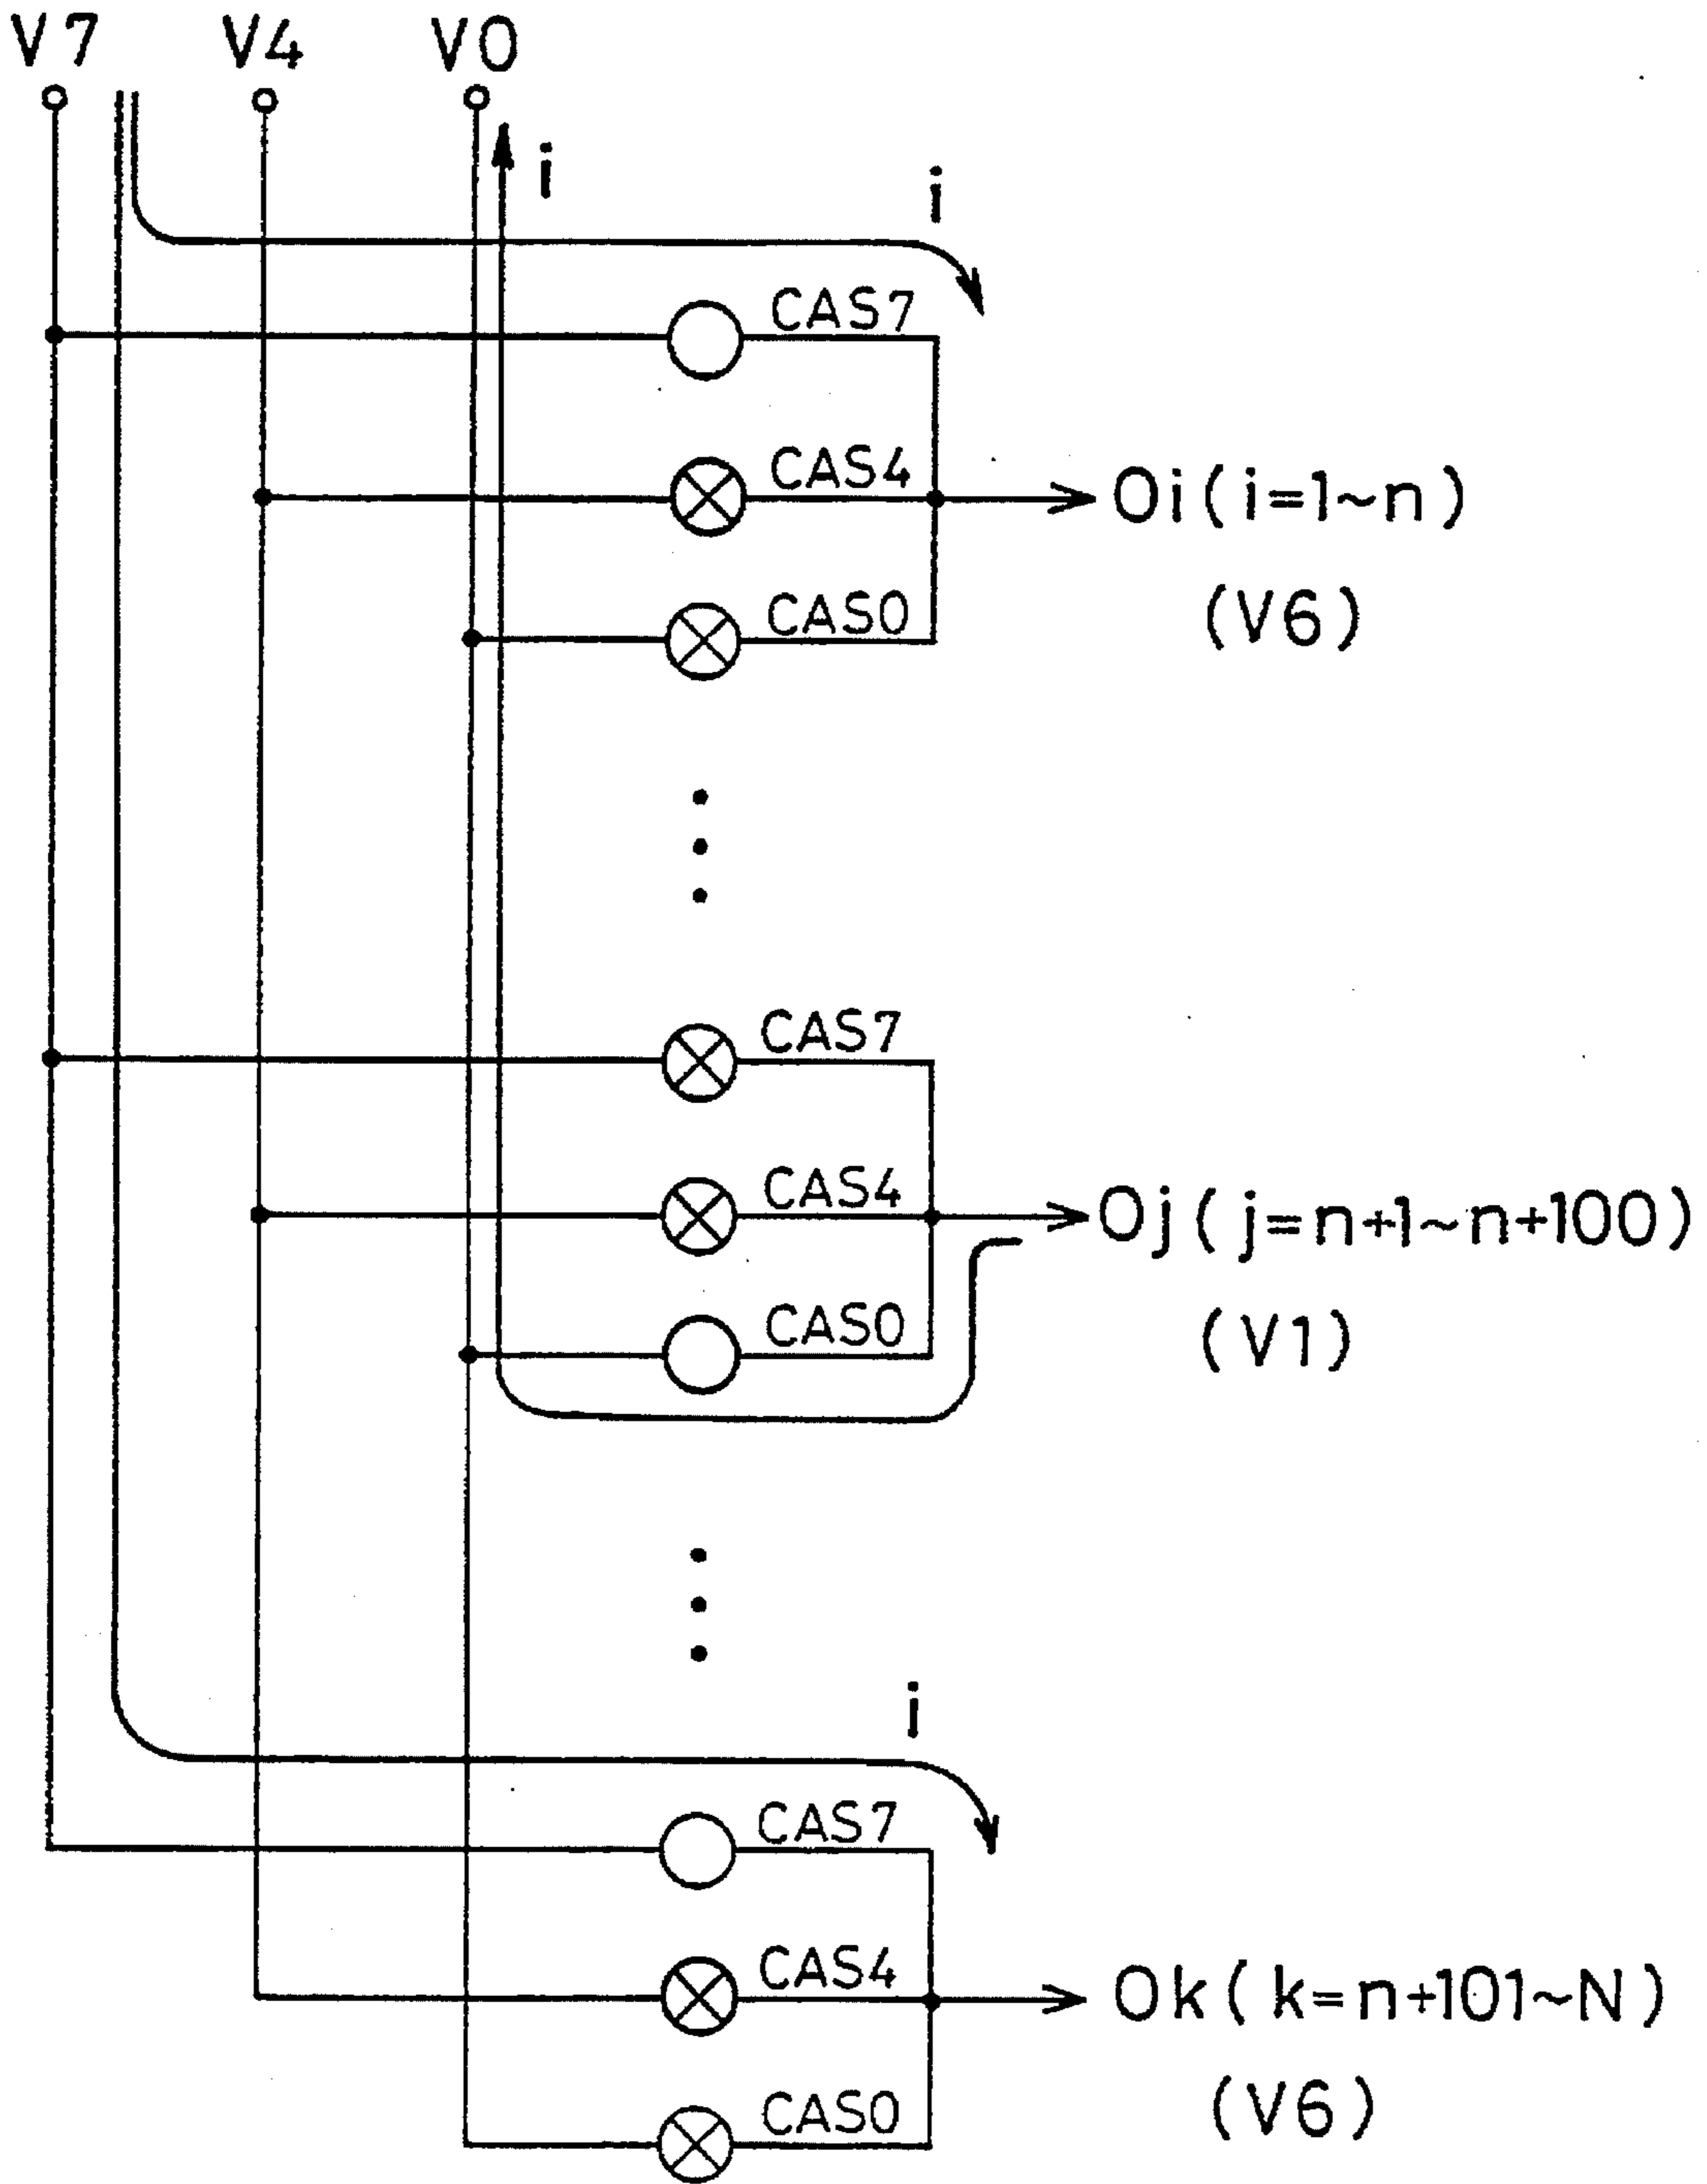 V7 V4 V0
i
i
CAS7
CAS4
Oi(i=1~n)
CAS0
(V6)
CAS7
CAS4
Oj(j=n+1~n+100)
CAS0
(V1)
i
CAS7
CAS4
Ok(k=n+101~N)
CAS0
(V6)